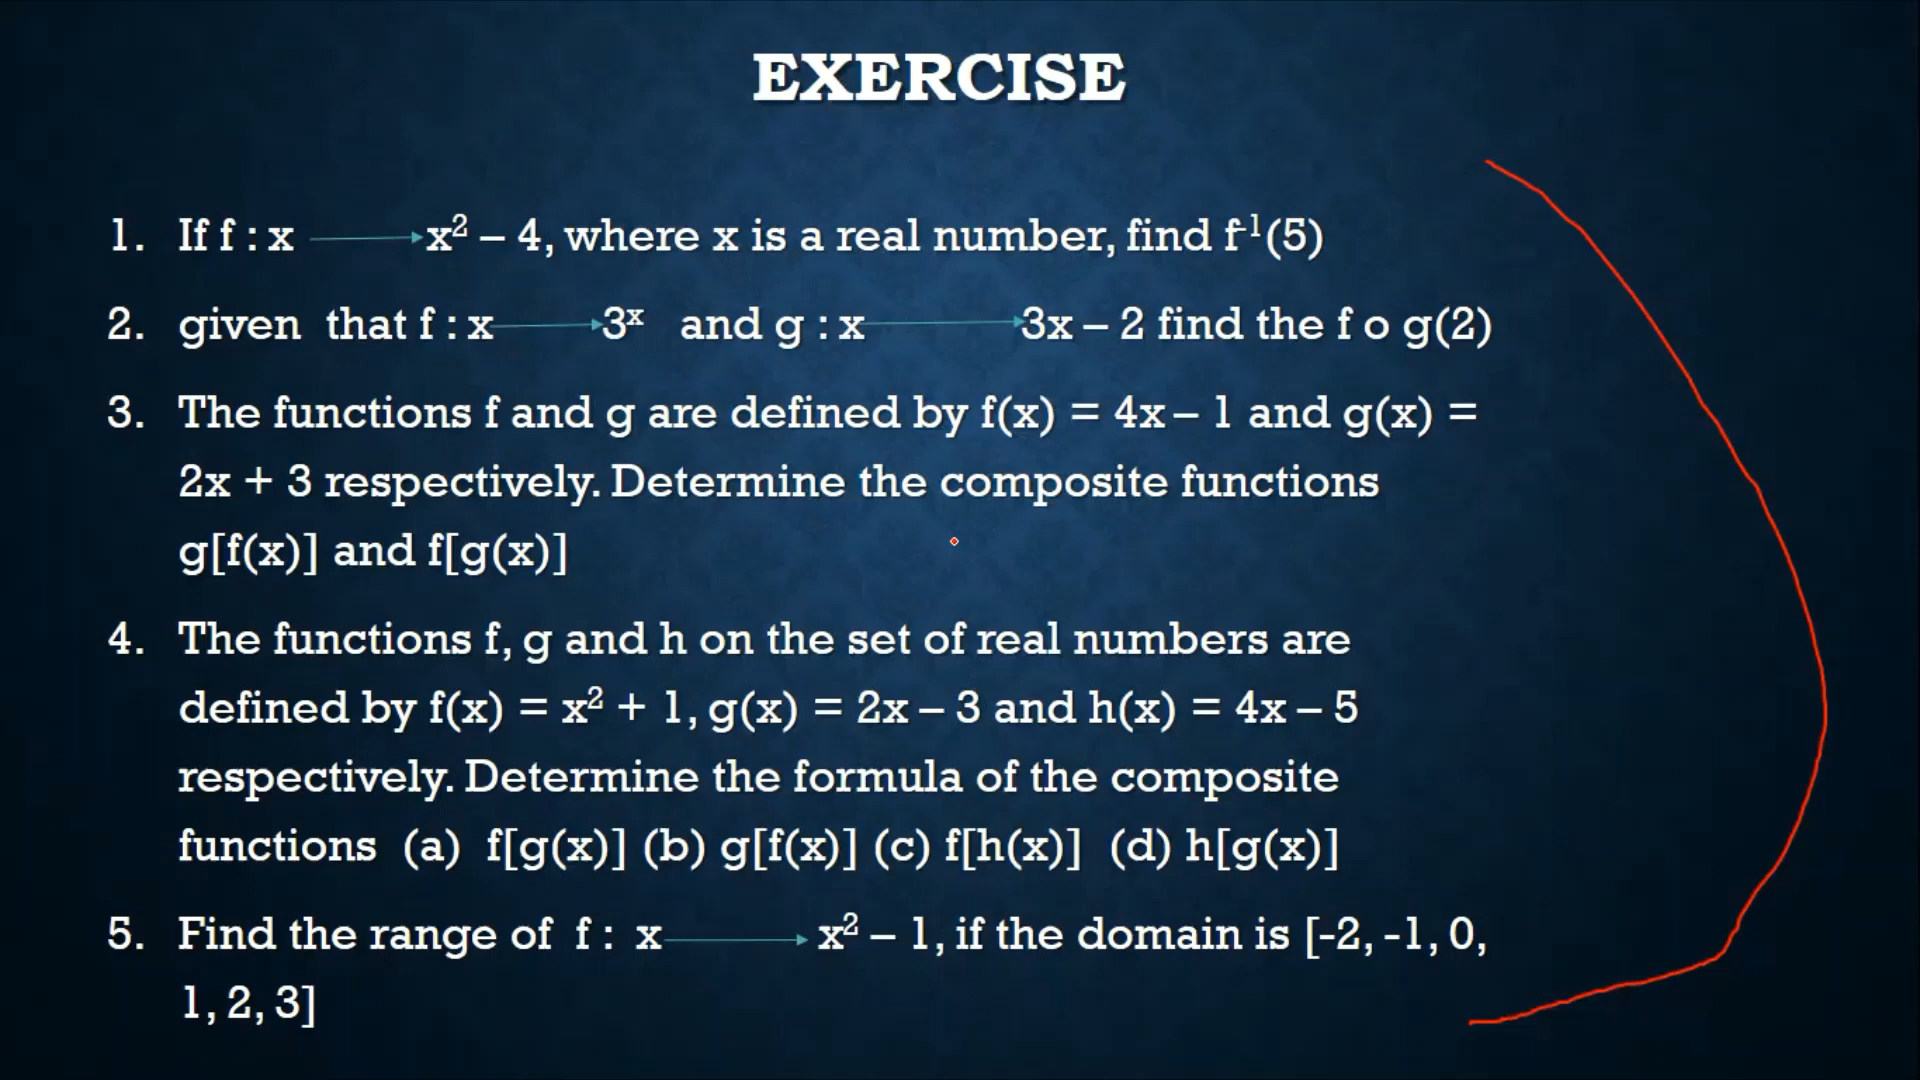 EXERCISE
1. If f : x ⟶ x² – 4, where x is a real number, find f⁻¹(5)
2. given that f : x ⟶ 3ˣ and g : x ⟶ 3x – 2 find the f o g(2)
3. The functions f and g are defined by f(x) = 4x – 1 and g(x) =
2x + 3 respectively. Determine the composite functions
g[f(x)] and f[g(x)]
4. The functions f, g and h on the set of real numbers are
defined by f(x) = x² + 1, g(x) = 2x – 3 and h(x) = 4x – 5
respectively. Determine the formula of the composite
functions (a) f[g(x)] (b) g[f(x)] (c) f[h(x)] (d) h[g(x)]
5. Find the range of f : x ⟶ x² – 1, if the domain is [-2, -1, 0,
1, 2, 3]